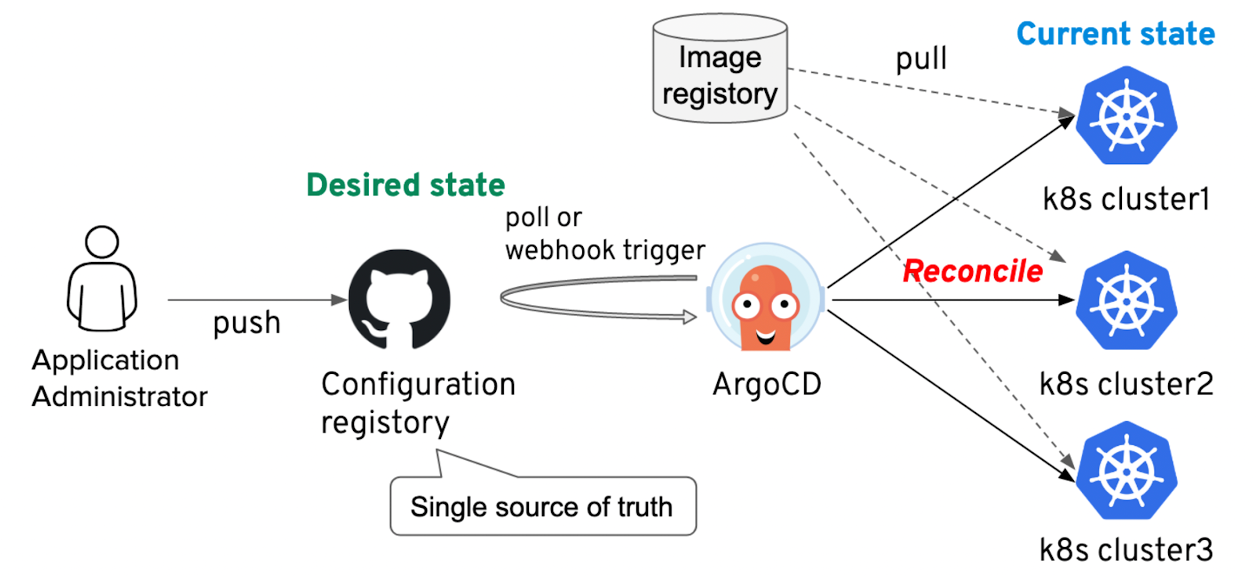 Image
registory
pull
Current state
k8s cluster1
Desired state
poll or
webhook trigger
Reconcile
push
Application
Administrator
Configuration
registory
ArgoCD
k8s cluster2
Single source of truth
k8s cluster3